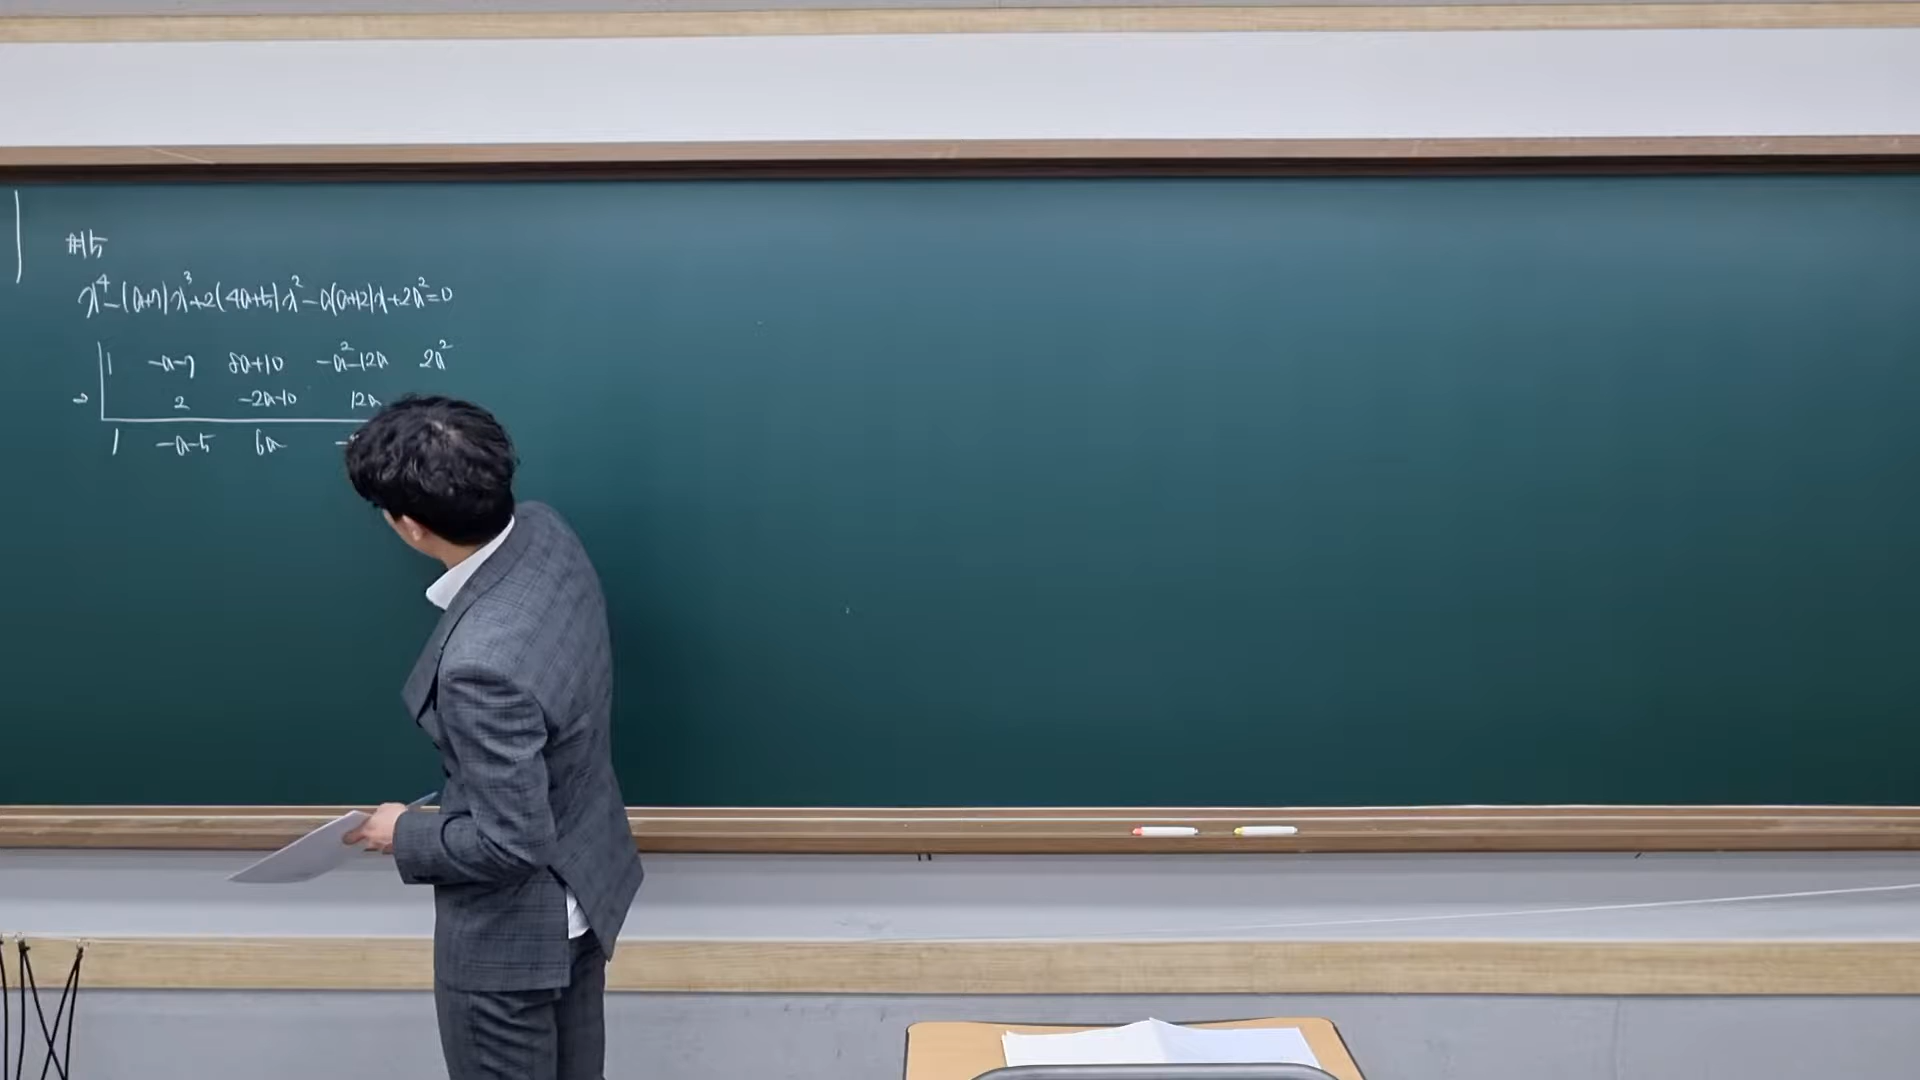 #15
x⁴-(a+7)x³+2(4a+5)x²-a(a+12)x+2a²=0
1 -a-7 8a+10 -a²-12a 2a²
2 2 -2a-10 12a
1 -a-5 6a